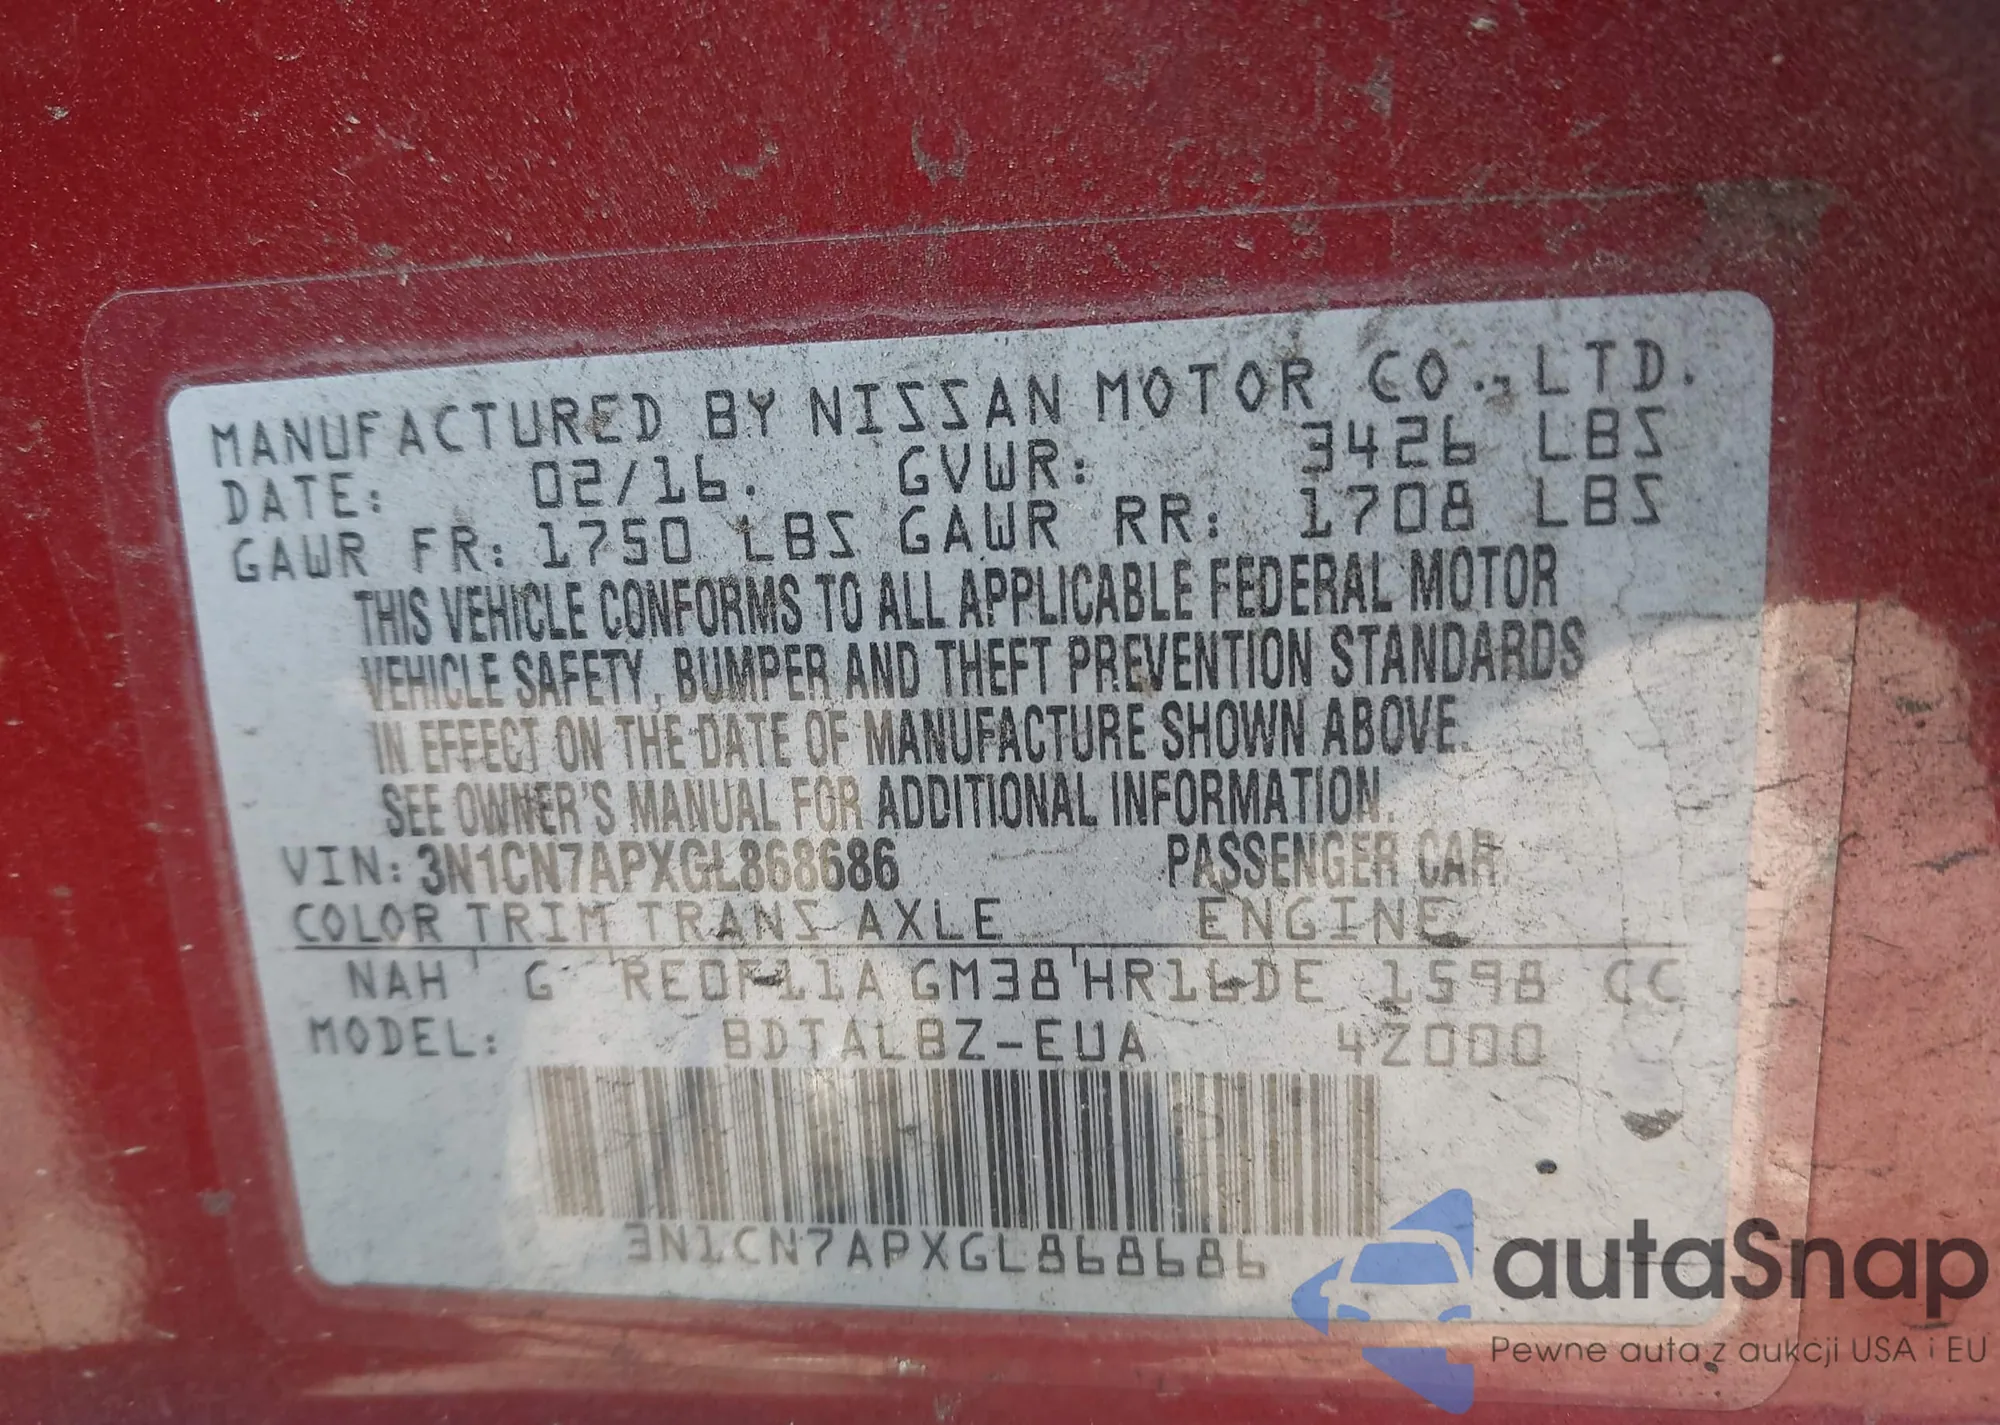 MANUFACTURED BY NISSAN MOTOR CO., LTD.
DATE: 02/16. GVWR: 3426 LBS
GAWR FR: 1750 LBS GAWR RR: 1708 LBS
THIS VEHICLE CONFORMS TO ALL APPLICABLE FEDERAL MOTOR
VEHICLE SAFETY, BUMPER AND THEFT PREVENTION STANDARDS
IN EFFECT ON THE DATE OF MANUFACTURE SHOWN ABOVE.
SEE OWNER'S MANUAL FOR ADDITIONAL INFORMATION.
VIN: 3N1CN7APXGL868686 PASSENGER CAR
COLOR TRIM TRANS AXLE ENGINE
NAH G RE0F11A GM38 HR16DE 1598 CC
MODEL: BDTALBZ-EUA 4Z000
3N1CN7APXGL868686
autaSnap
Pewne auta z aukcji USA i EU